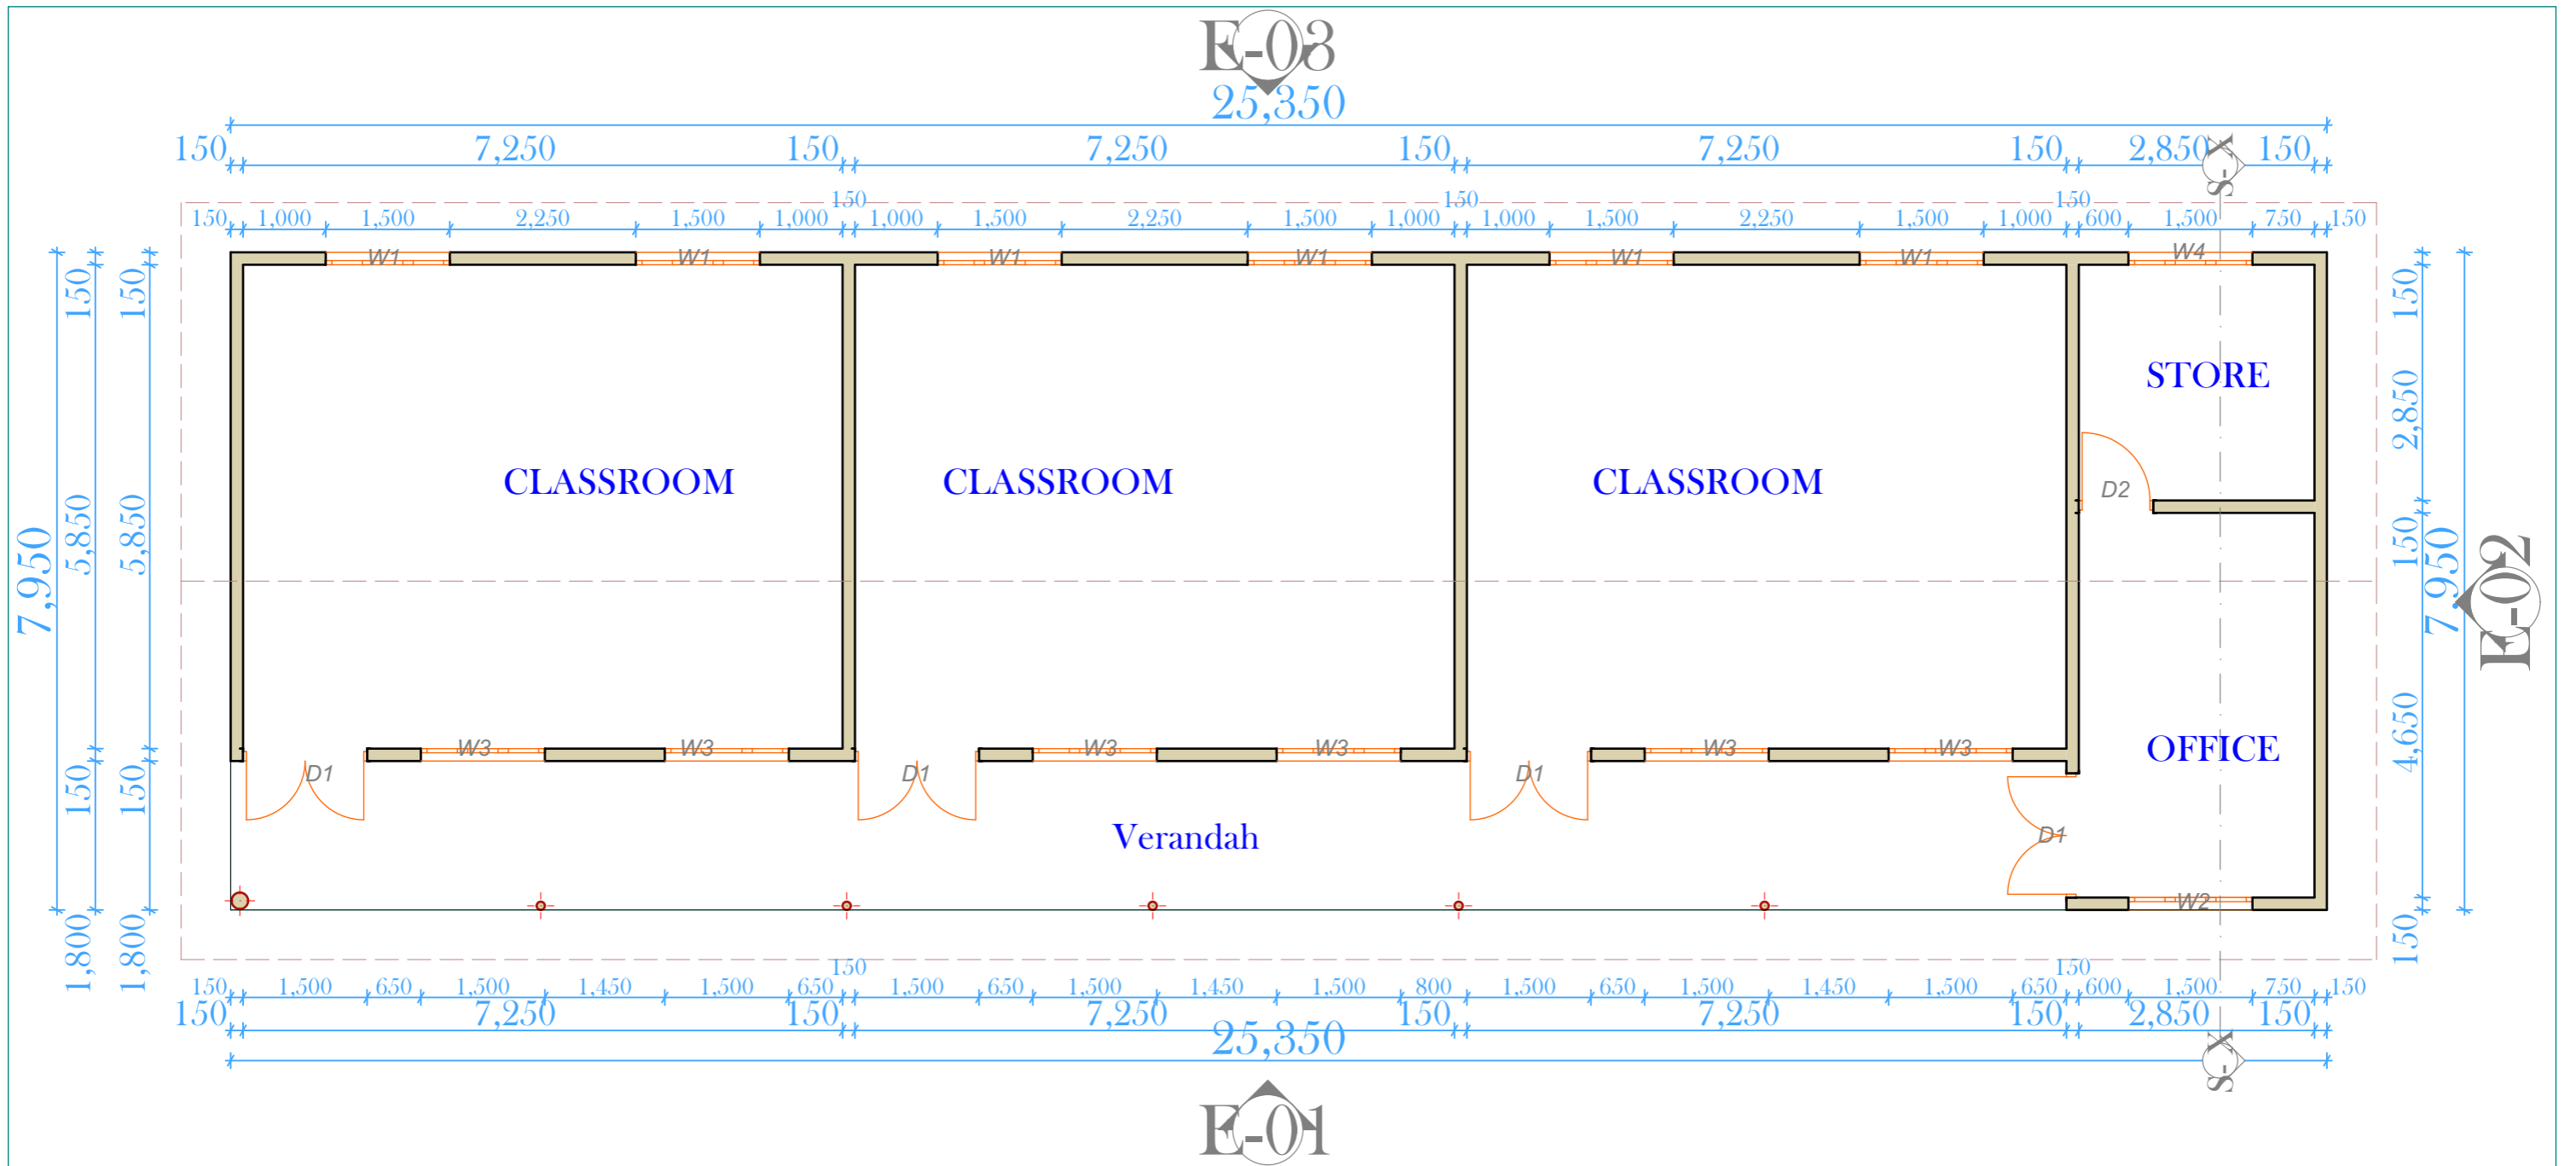 E-03
25,350
150 7,250 150 7,250 150 7,250 150 2,850 150
S-X
150 150 150
150 1,000 1,500 2,250 1,500 1,000 1,000 1,500 2,250 1,500 1,000 1,000 1,500 2,250 1,500 1,000 600 1,500 750 150
W1 W1 W1 W1 W1 W1 W4
150 150 150
STORE
2,850
CLASSROOM CLASSROOM CLASSROOM
D2
7,950 5,850 5,850 150 7,950
E-02
W3 W3 W3 W3 W3 W3
OFFICE
4,650
D1 D1 D1
150 150
Verandah
D1
W2
1,800 1,800 150
150 150
150 1,500 650 1,500 1,450 1,500 650 1,500 650 1,500 1,450 1,500 800 1,500 650 1,500 1,450 1,500 650 600 1,500 750 150
150 7,250 150 7,250 150 7,250 150 2,850 150
25,350
S-X
E-01